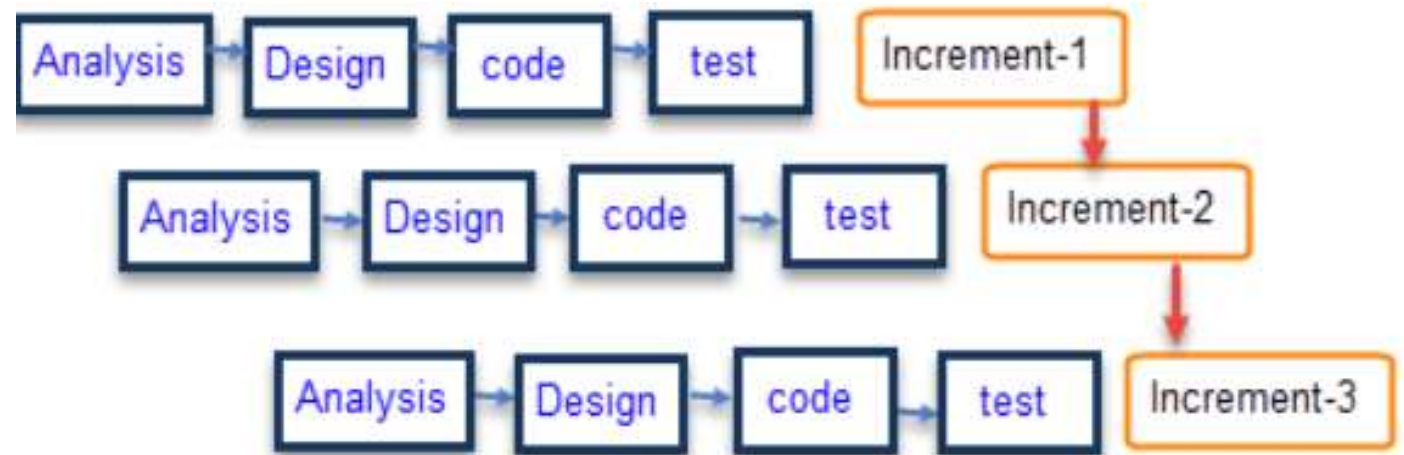 Analysis Design code test Increment-1
Analysis Design code test Increment-2
Analysis Design code test Increment-3